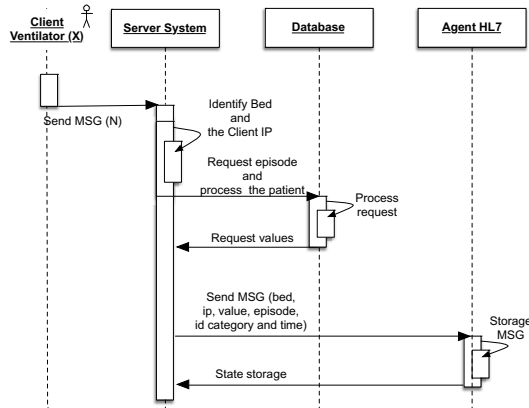 Client
Ventilator (X)
Server System
Database
Agent HL7
Send MSG (N)
Identify Bed
and
the Client IP
Request episode
and
process the patient
Process
request
Request values
Send MSG (bed,
ip, value, episode,
id category and time)
Storage
MSG
State storage